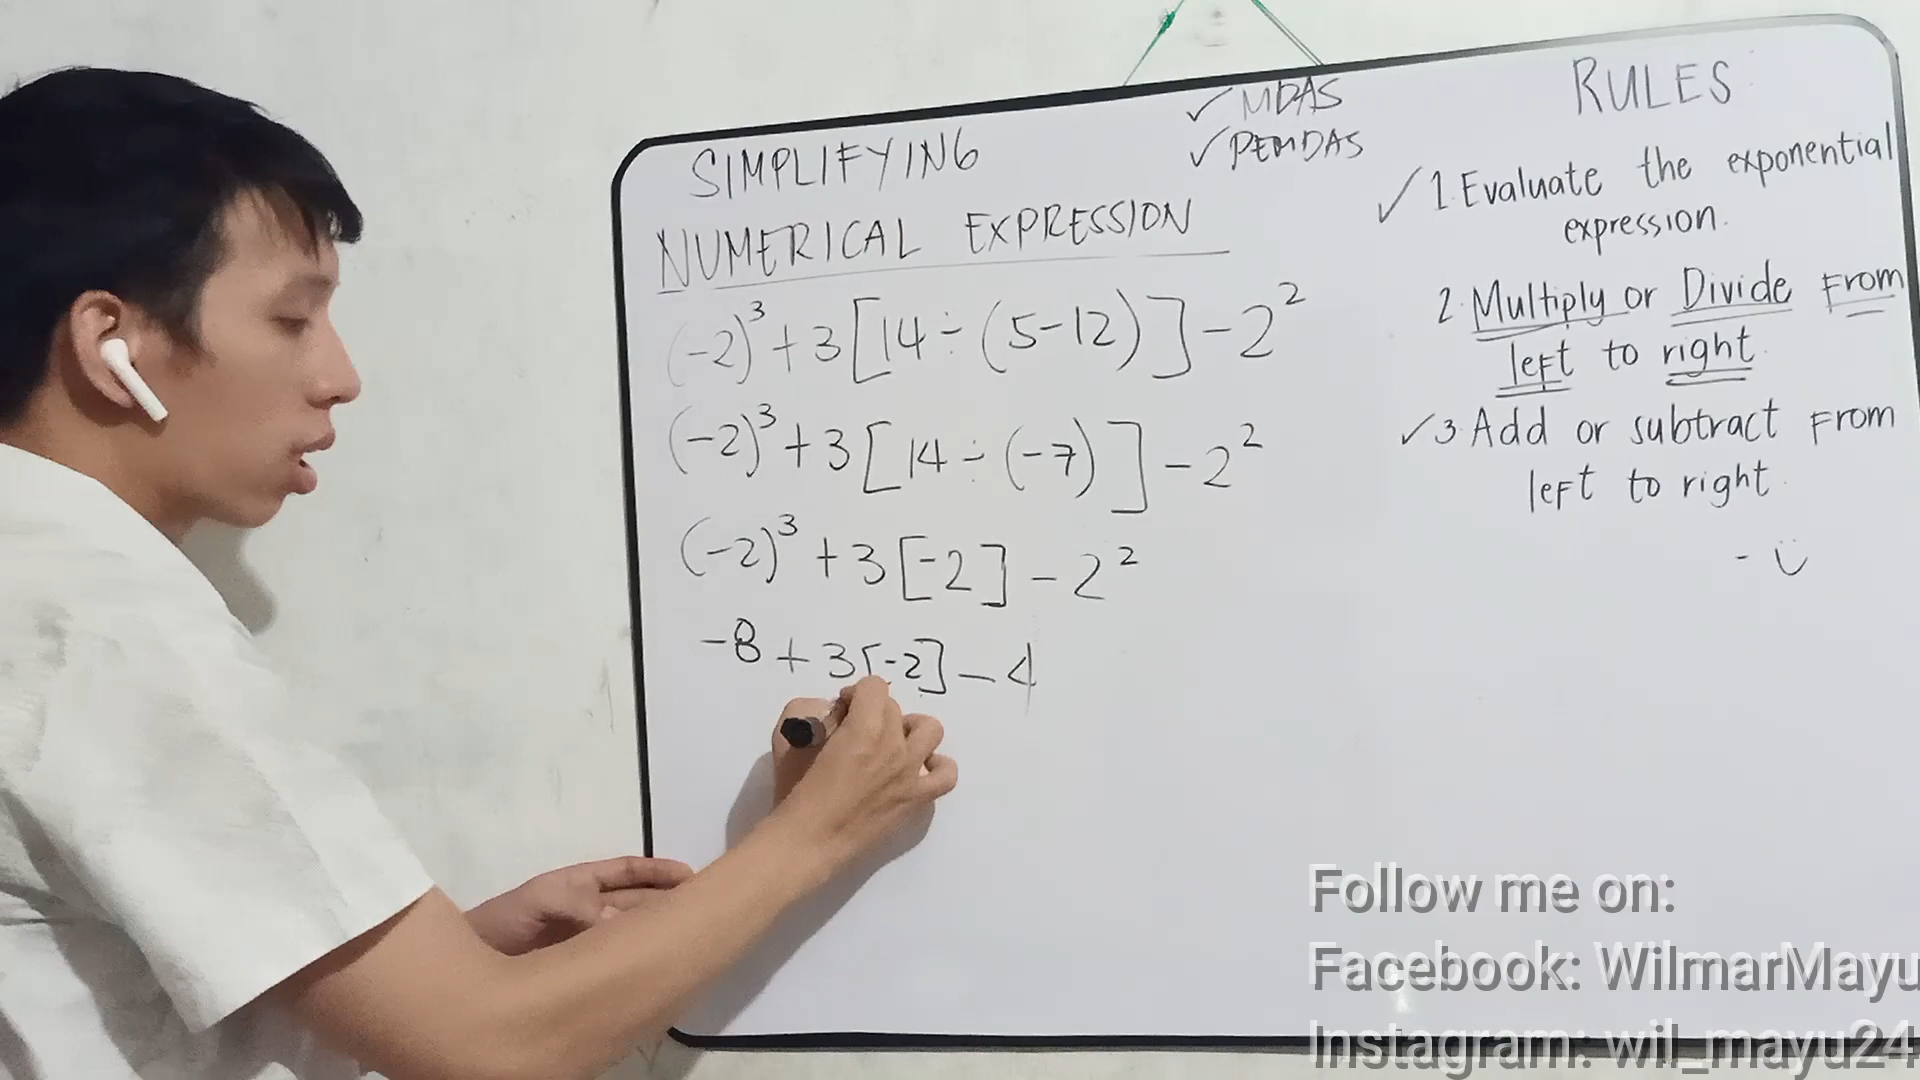 ✓ MDAS
✓ PEMDAS
SIMPLIFYING
NUMERICAL EXPRESSION
(-2)³ + 3[14 ÷ (5-12)] - 2²
(-2)³ + 3[14 ÷ (-7)] - 2²
(-2)³ + 3[-2] - 2²
-8 + 3[-2] - 4
RULES
✓ 1. Evaluate the exponential
expression.
2. Multiply or Divide From
left to right.
✓ 3. Add or subtract From
left to right.
Follow me on:
Facebook: WilmarMayu
Instagram: wil_mayu24